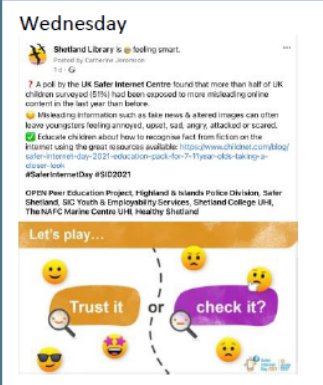 Wednesday
Shetland Library is feeling smart.
Posted by Catherine Jeromson
A poll by the UK Safer Internet Centre found that more than half of UK
children surveyed (51%) had been exposed to more misleading online
content in the last year than before.
Misleading information such as fake news & altered images can often
leave youngsters feeling annoyed, upset, sad, angry, attacked or scared.
Educate children about how to recognise fact from fiction on the
internet using the great resources available: https://www.childnet.com/blog/
safer-internet-day-2021-education-pack-for-7-11year-olds-taking-a-
closer-look
#SaferInternetDay #SID2021
OPEN Peer Education Project, Highland & Islands Police Division, Safer
Shetland, SIC Youth & Employability Services, Shetland College UHI,
The NAFC Marine Centre UHI, Healthy Shetland
Let's play...
Trust it
or
check it?